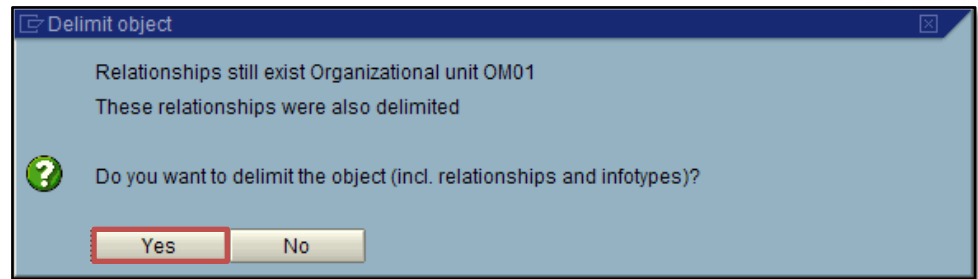 Delimit object
Relationships still exist Organizational unit OM01
These relationships were also delimited
Do you want to delimit the object (incl. relationships and infotypes)?
Yes No